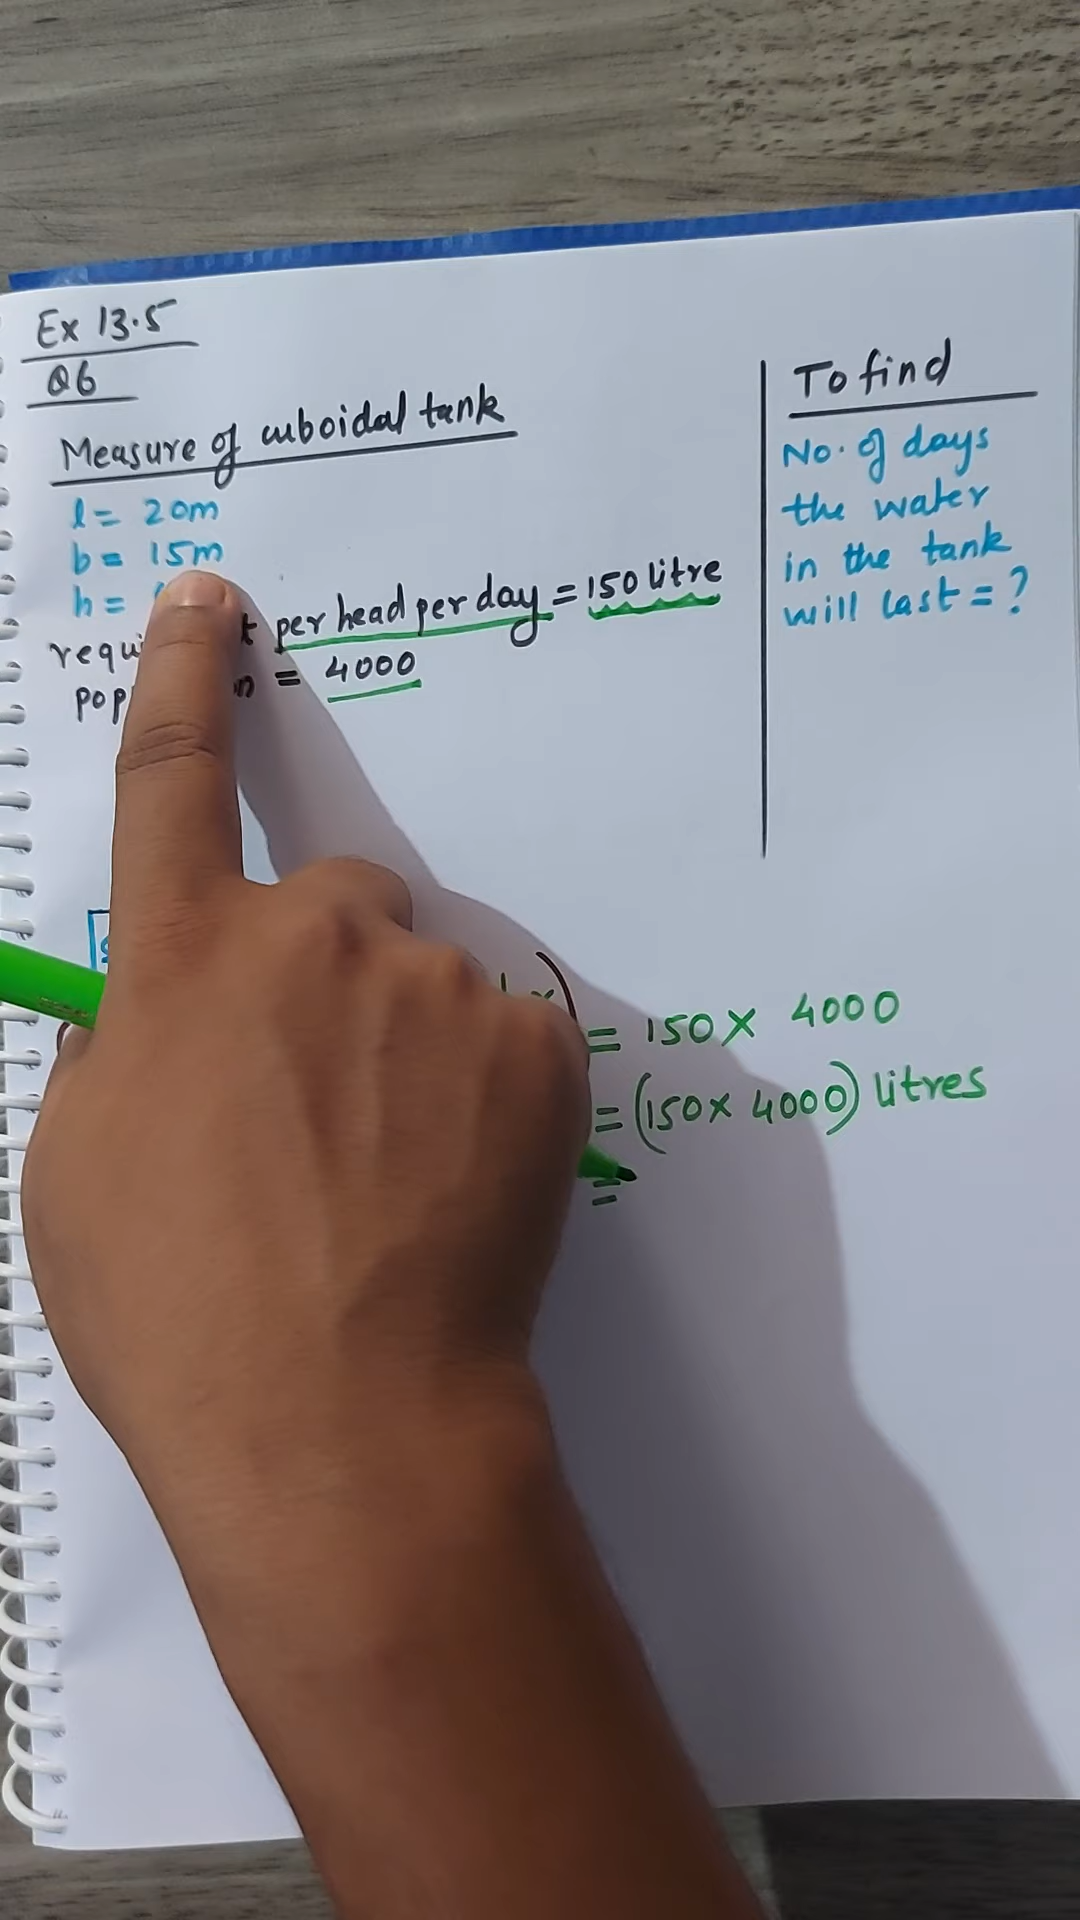 Ex 13.5
Q6
Measure of cuboidal tank
l = 20m
b = 15m
h =
per head per day = 150 litre
= 4000
To find
No. of days
the water
in the tank
will last = ?
= 150 x 4000
= (150 x 4000) litres
=